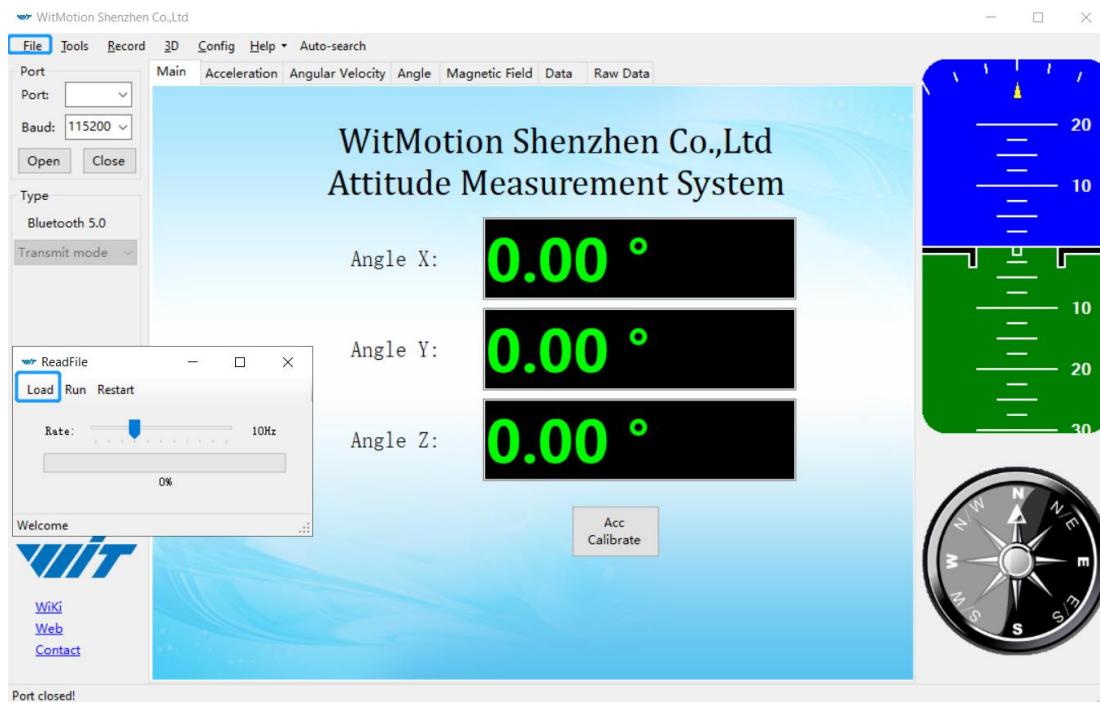 WitMotion Shenzhen Co.,Ltd
File Tools Record 3D Config Help Auto-search
Port
Port:
Baud: 115200
Open Close
Type
Bluetooth 5.0
Transmit mode
Main Acceleration Angular Velocity Angle Magnetic Field Data Raw Data
WitMotion Shenzhen Co.,Ltd
Attitude Measurement System
Angle X: 0.00 °
Angle Y: 0.00 °
Angle Z: 0.00 °
Acc
Calibrate
ReadFile
Load Run Restart
Rate: 10Hz
0%
Welcome
WIT
WiKi
Web
Contact
20
10
10
20
30
N
N/E
E
E/S
S
W/S
W
N/W
Port closed!